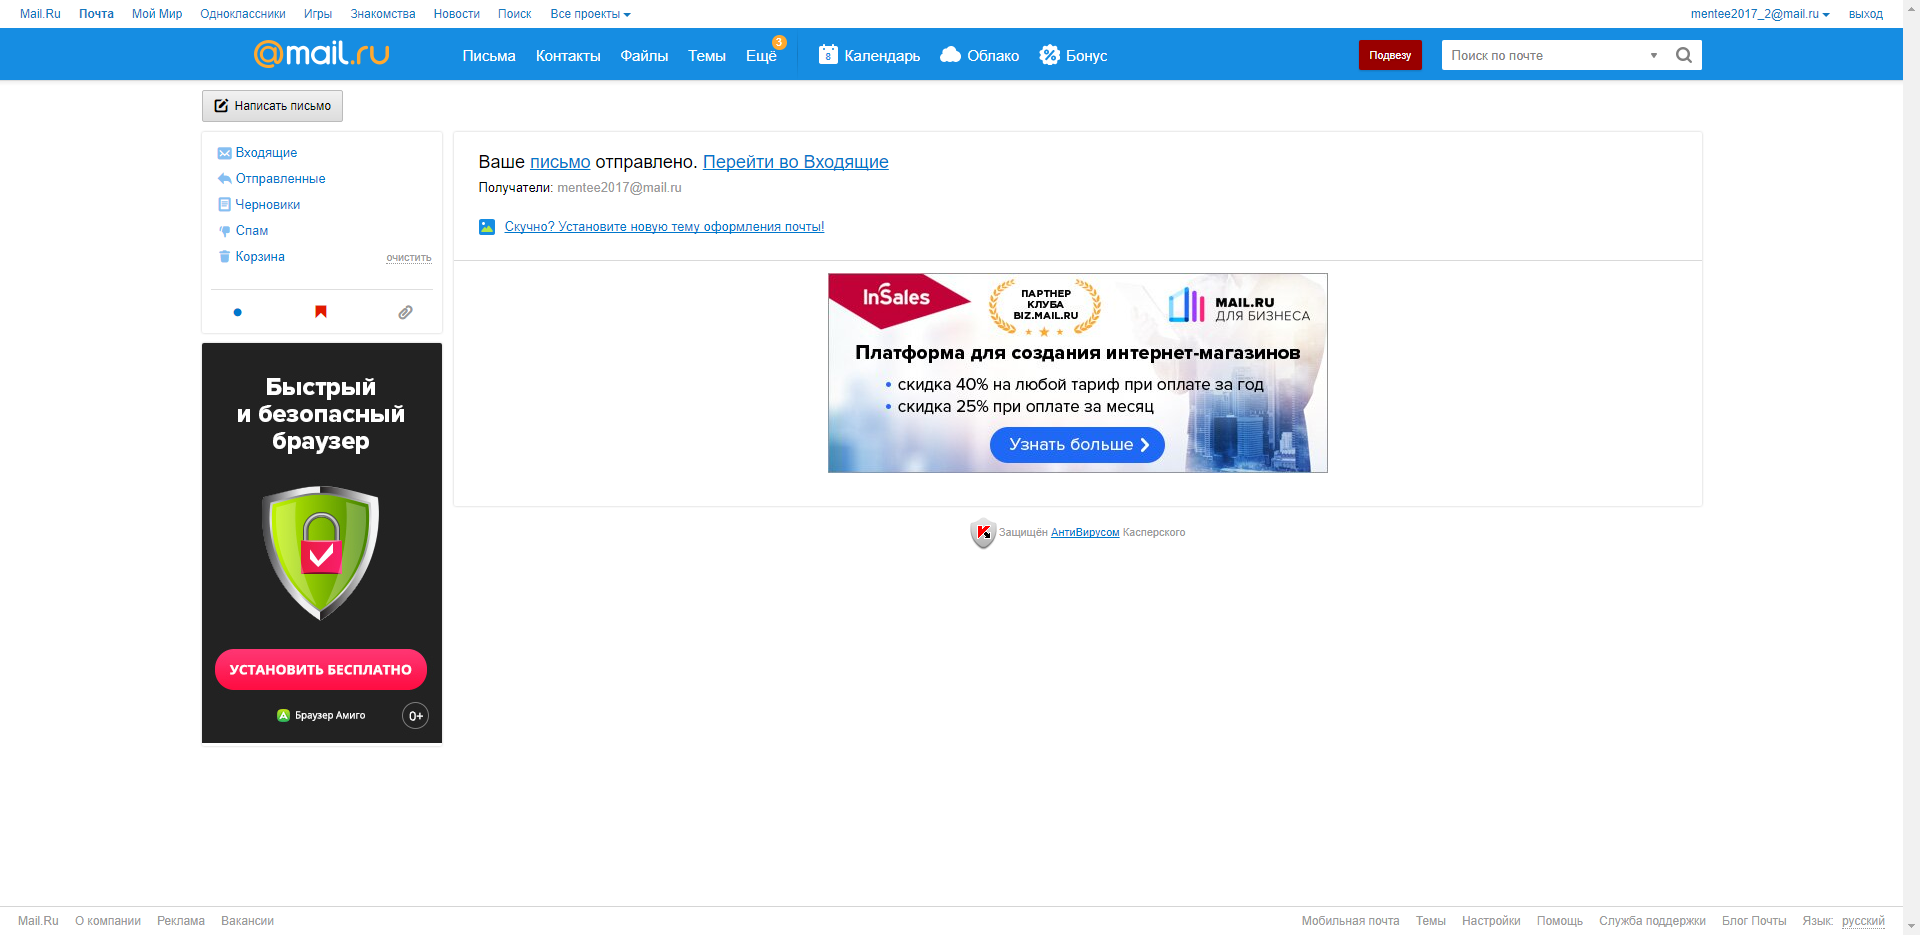 Mail.Ru Почта Мой Мир Одноклассники Игры Знакомства Новости Поиск Все проекты mentee2017_2@mail.ru выход
@mail.ru Письма Контакты Файлы Темы Ещё 3 8 Календарь Облако Бонус Подвезу Поиск по почте
Написать письмо
Входящие
Отправленные
Черновики
Спам
Корзина очистить
Ваше письмо отправлено. Перейти во Входящие
Получатели: mentee2017@mail.ru
Скучно? Установите новую тему оформления почты!
InSales
ПАРТНЕР
КЛУБА
BIZ.MAIL.RU
MAIL.RU
ДЛЯ БИЗНЕСА
Платформа для создания интернет-магазинов
• скидка 40% на любой тариф при оплате за год
• скидка 25% при оплате за месяц
Узнать больше
Быстрый
и безопасный
браузер
УСТАНОВИТЬ БЕСПЛАТНО
Браузер Амиго 0+
Защищён АнтиВирусом Касперского
Mail.Ru О компании Реклама Вакансии Мобильная почта Темы Настройки Помощь Служба поддержки Блог Почты Язык: русский